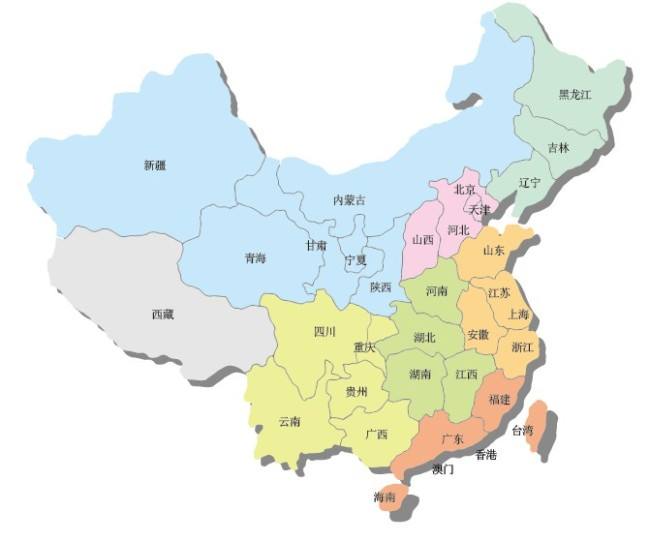 黑龙江
吉林
辽宁
新疆
内蒙古
北京
天津
河北
山西
山东
甘肃
宁夏
青海
陕西
河南
江苏
上海
安徽
西藏
四川
重庆
湖北
浙江
湖南
江西
贵州
福建
云南
广西
广东
台湾
香港
澳门
海南